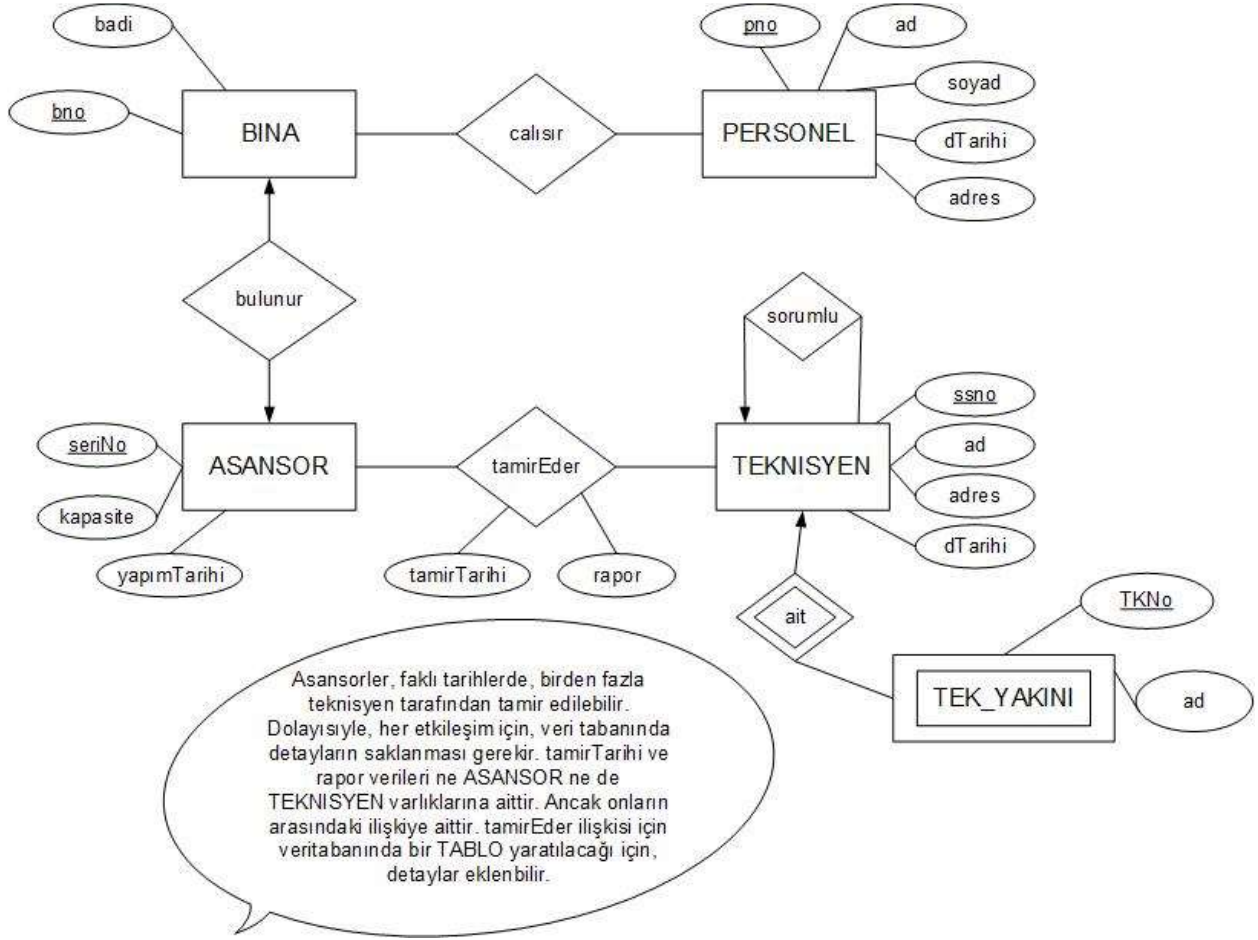 badi
pno
ad
bno
BINA
calısır
PERSONEL
soyad
dTarihi
adres
bulunur
sorumlu
seriNo
ASANSOR
tamirEder
TEKNISYEN
ssno
ad
adres
dTarihi
kapasite
yapımTarihi
tamirTarihi
rapor
ait
TKNo
TEK_YAKINI
ad
Asansorler, faklı tarihlerde, birden fazla
teknisyen tarafından tamir edilebilir.
Dolayısıyle, her etkileşim için, veri tabanında
detayların saklanması gerekir. tamirTarihi ve
rapor verileri ne ASANSOR ne de
TEKNISYEN varlıklarına aittir. Ancak onların
arasındaki ilişkiye aittir. tamirEder ilişkisi için
veritabanında bir TABLO yaratılacağı için,
detaylar eklenbilir.